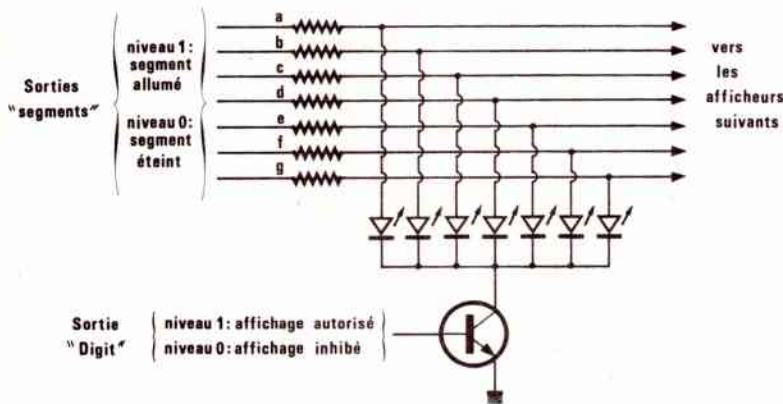 a
b
c
d
e
f
g
Sorties
"segments"
niveau 1:
segment
allumé
niveau 0:
segment
éteint
vers
les
afficheurs
suivants
Sortie
"Digit"
niveau 1: affichage autorisé
niveau 0: affichage inhibé